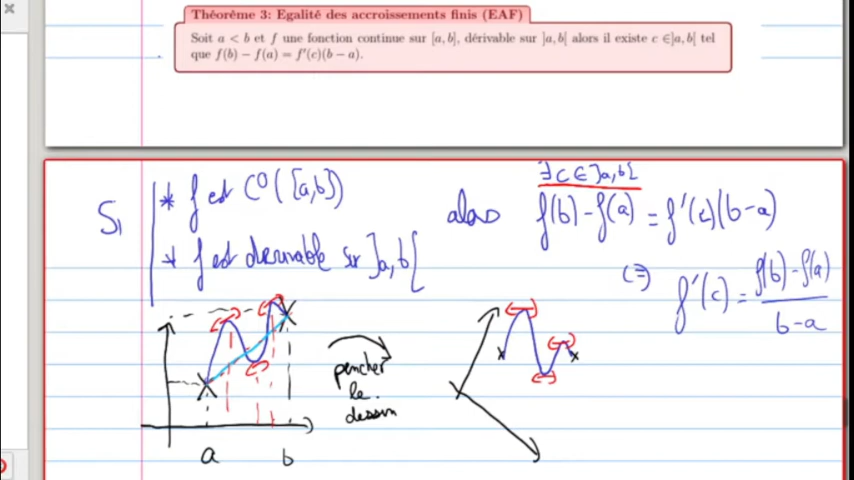 Théorème 3: Egalité des accroissements finis (EAF)
Soit a < b et f une fonction continue sur [a, b], dérivable sur ]a, b[ alors il existe c ∈]a, b[ tel
que f(b) − f(a) = f′(c)(b − a).
Si
* f est C⁰([a,b])
* f est derivable sur ]a,b[
alors
∃ c ∈ ]a,b[
f(b) - f(a) = f'(c)(b-a)
(=) f'(c) = f(b) - f(a) / b-a
pencher
le
dessin
a
b